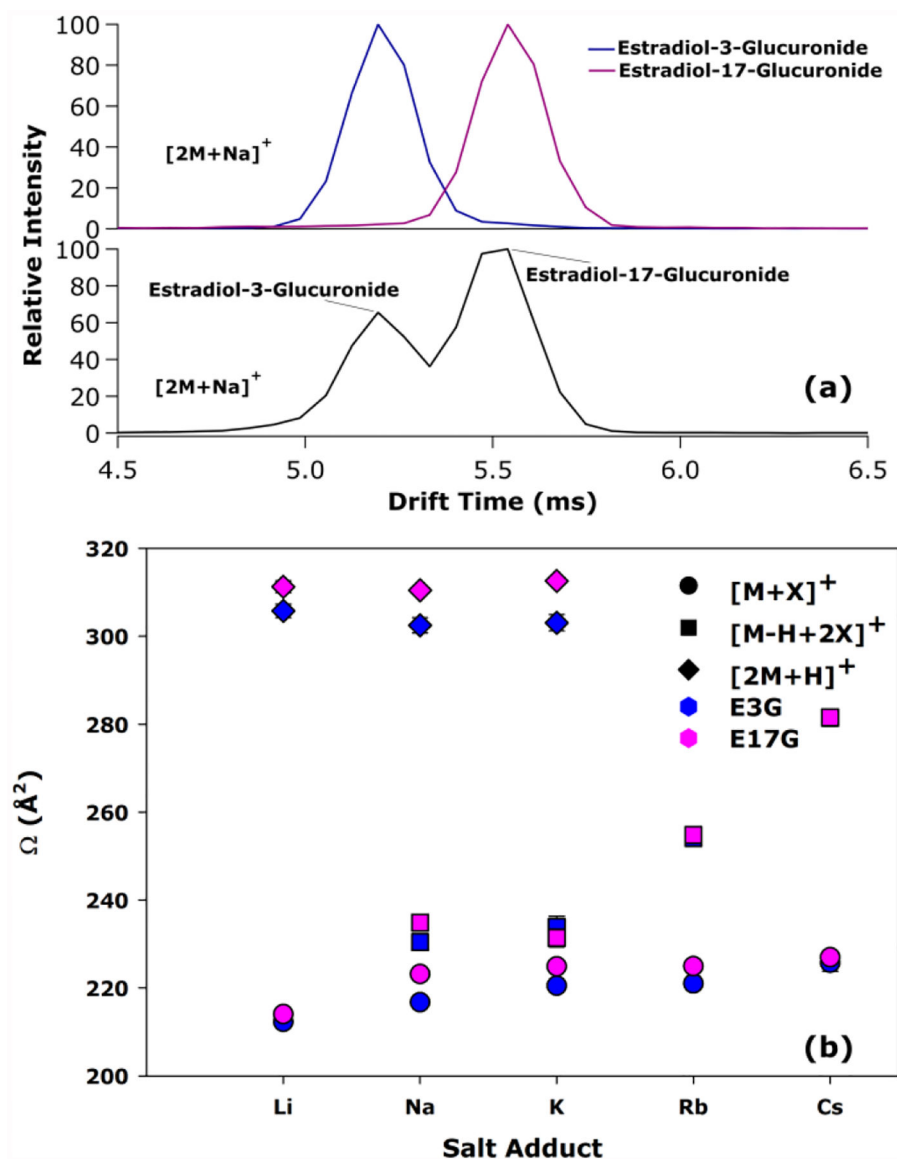 100
80
60
40
20
0
Estradiol-3-Glucuronide
Estradiol-17-Glucuronide
[2M+Na]+
Relative Intensity
100
80
60
40
20
0
Estradiol-3-Glucuronide
Estradiol-17-Glucuronide
[2M+Na]+
(a)
4.5 5.0 5.5 6.0 6.5
Drift Time (ms)
320
300
280
260
240
220
200
Ω (Å²)
[M+X]+
[M-H+2X]+
[2M+H]+
E3G
E17G
(b)
Li Na K Rb Cs
Salt Adduct